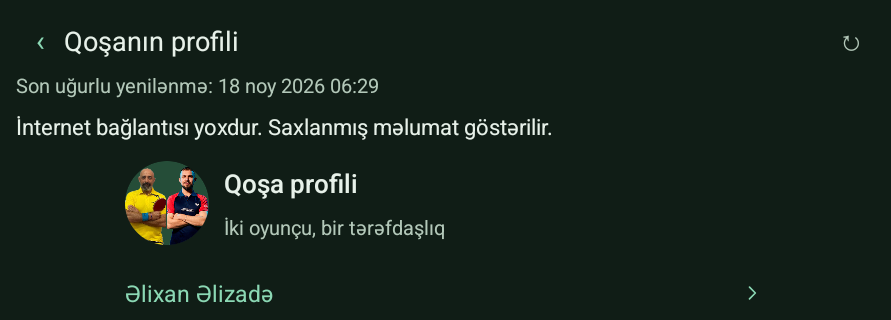 Qoşanın profili
Son uğurlu yenilənmə: 18 noy 2026 06:29
İnternet bağlantısı yoxdur. Saxlanmış məlumat göstərilir.
Qoşa profili
İki oyunçu, bir tərəfdaşlıq
Əlixan Əlizadə